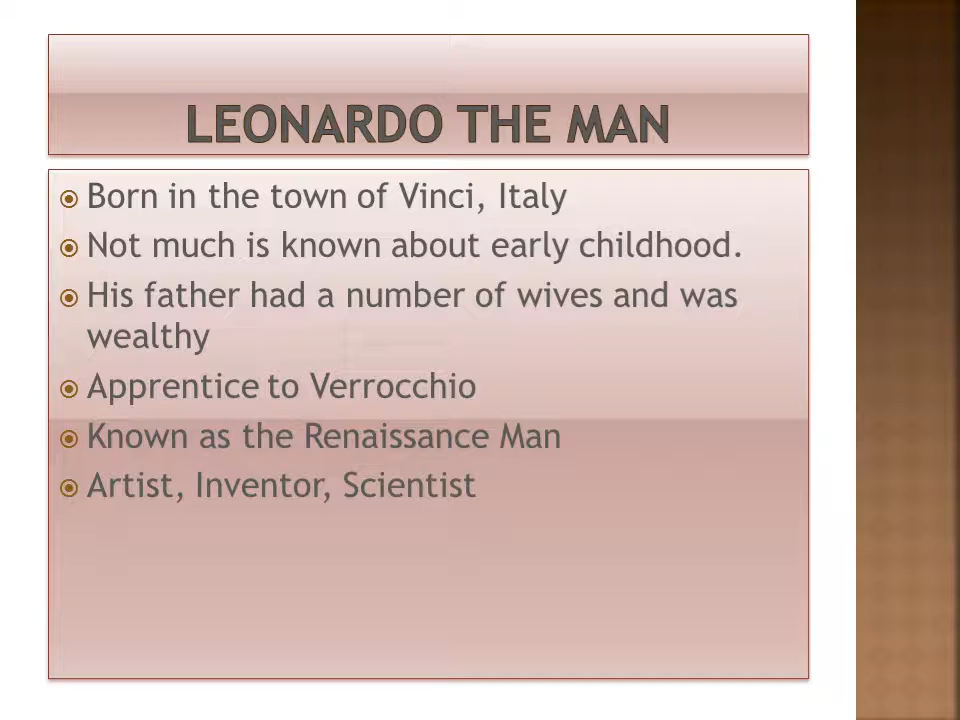 LEONARDO THE MAN
Born in the town of Vinci, Italy
Not much is known about early childhood.
His father had a number of wives and was
wealthy
Apprentice to Verrocchio
Known as the Renaissance Man
Artist, Inventor, Scientist